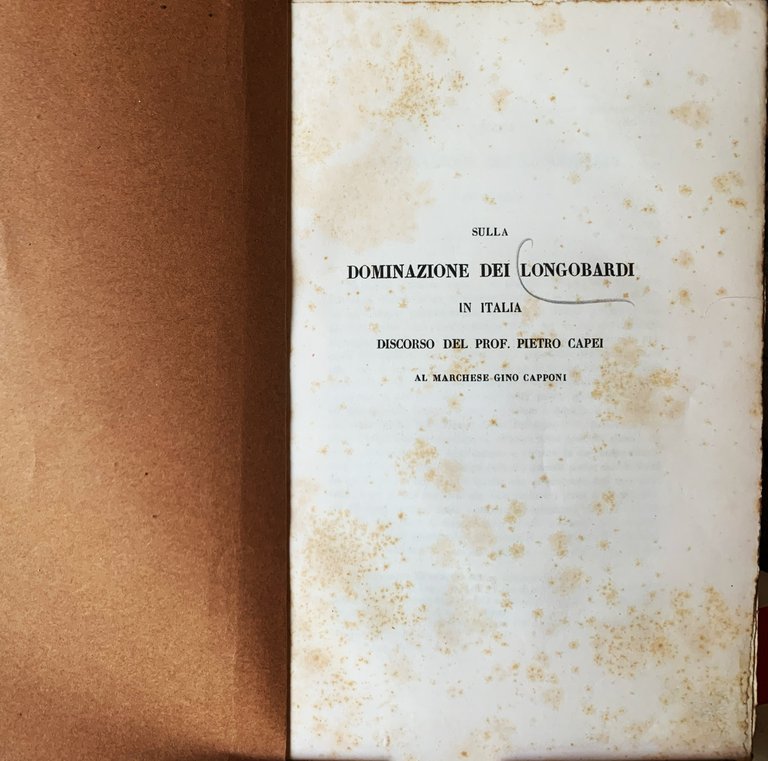 SULLA
DOMINAZIONE DEI LONGOBARDI
IN ITALIA
DISCORSO DEL PROF. PIETRO CAPEI
AL MARCHESE GINO CAPPONI